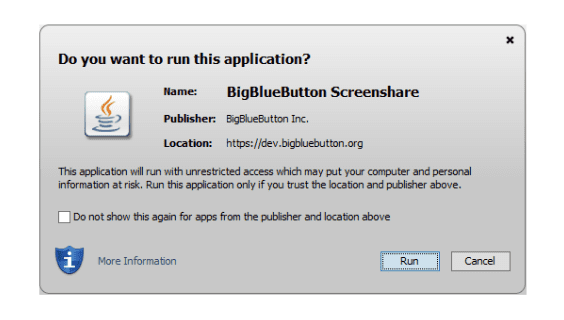 Do you want to run this application?
Name: BigBlueButton Screenshare
Publisher: BigBlueButton Inc.
Location: https://dev.bigbluebutton.org
This application will run with unrestricted access which may put your computer and personal
information at risk. Run this application only if you trust the location and publisher above.
Do not show this again for apps from the publisher and location above
More Information
Run
Cancel